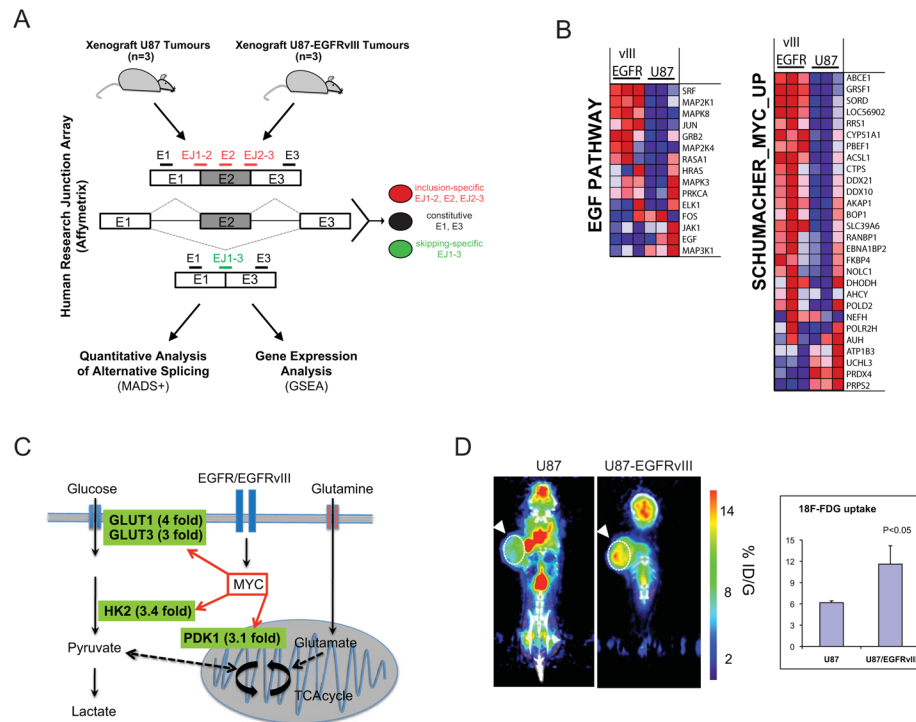 A
Xenograft U87 Tumours
(n=3)
Xenograft U87-EGFRvIII Tumours
(n=3)
Human Research Junction Array
(Affymetrix)
E1 EJ1-2 E2 EJ2-3 E3
E1 E2 E3
E1 E2 E3
E1 EJ1-3 E3
E1 E3
inclusion-specific
EJ1-2, E2, EJ2-3
constitutive
E1, E3
skipping-specific
EJ1-3
Quantitative Analysis
of Alternative Splicing
(MADS+)
Gene Expression
Analysis
(GSEA)
B
EGF PATHWAY
vIII
EGFR U87
SRF
MAP2K1
MAPK8
JUN
GRB2
MAP2K4
RASA1
HRAS
MAPK3
PRKCA
ELK1
FOS
JAK1
EGF
MAP3K1
SCHUMACHER_MYC_UP
vIII
EGFR U87
ABCE1
GRSF1
SORD
LOC56902
RRS1
CYP51A1
PBEF1
ACSL1
CTPS
DDX21
DDX10
AKAP1
BOP1
SLC39A6
RANBP1
EBNA1BP2
FKBP4
NOLC1
DHODH
AHCY
POLD2
NEFH
POLR2H
AUH
ATP1B3
UCHL3
PRDX4
PRPS2
C
Glucose
EGFR/EGFRvIII
Glutamine
GLUT1 (4 fold)
GLUT3 (3 fold)
MYC
HK2 (3.4 fold)
PDK1 (3.1 fold)
Pyruvate
Glutamate
TCAcycle
Lactate
D
U87
U87-EGFRvIII
14
8
2
% ID/G
18F-FDG uptake
P<0.05
15
12
9
6
3
0
U87
U87/EGFRvIII